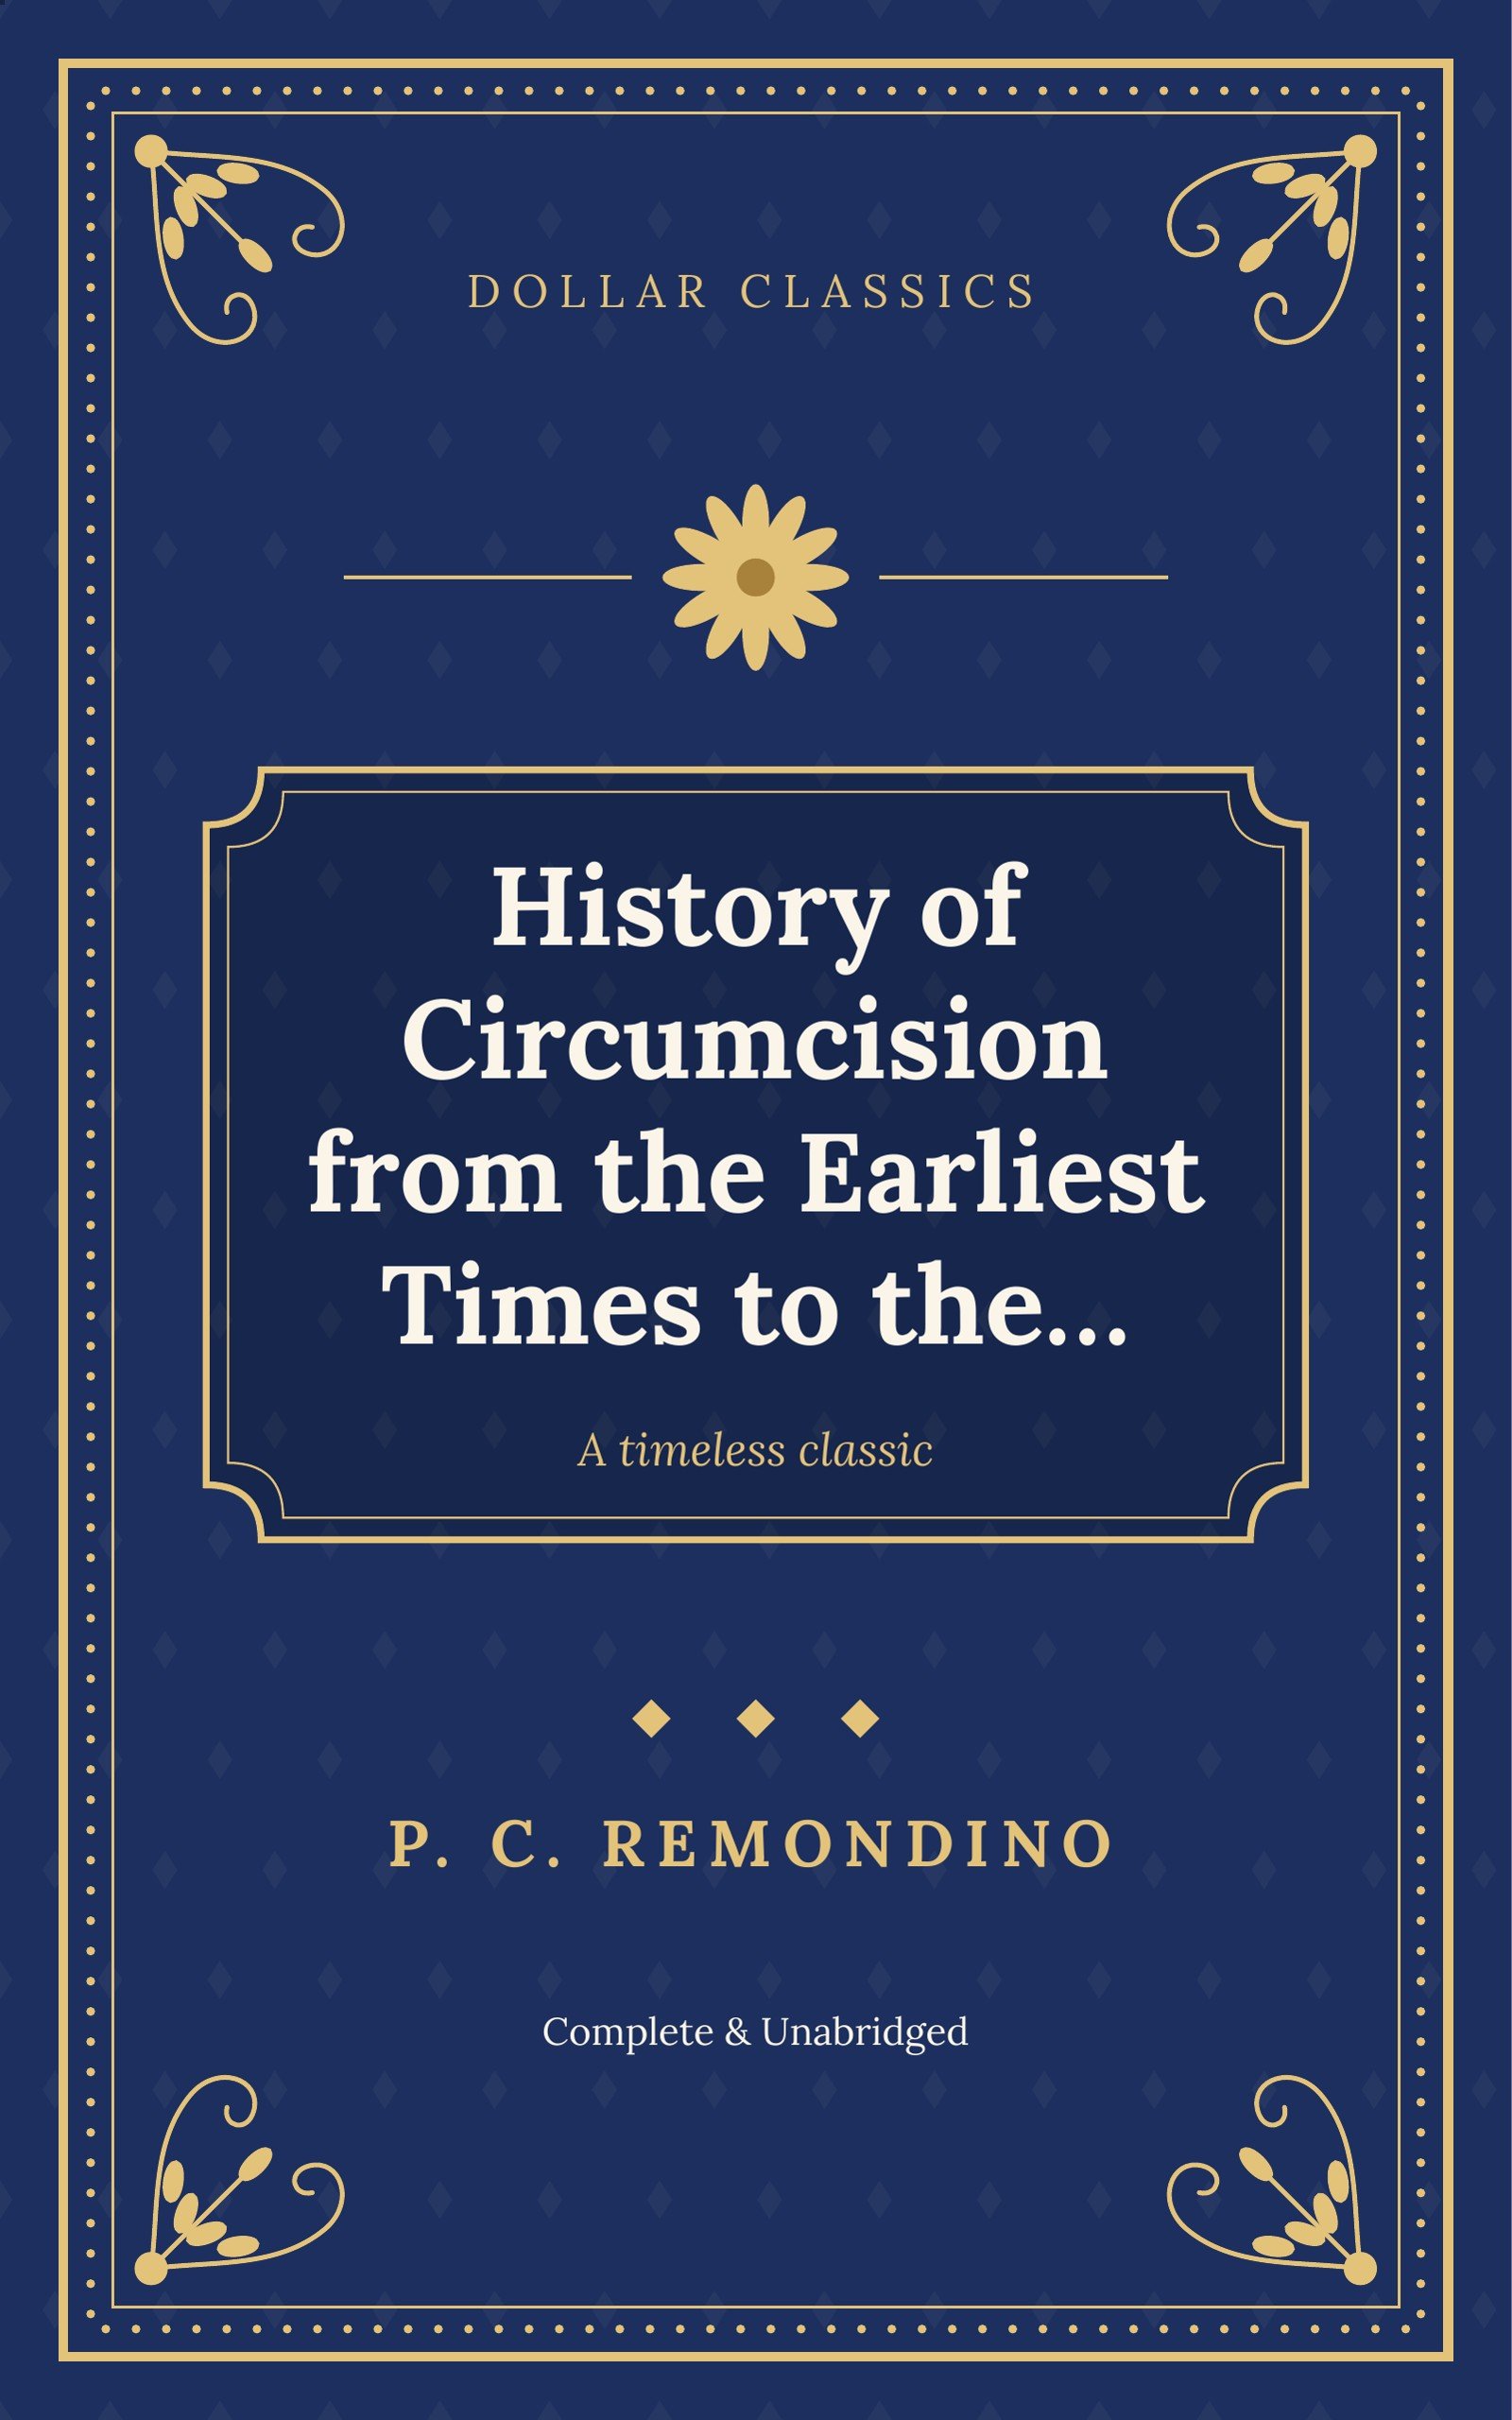 DOLLAR CLASSICS
History of
Circumcision
from the Earliest
Times to the...
A timeless classic
P. C. REMONDINO
Complete & Unabridged